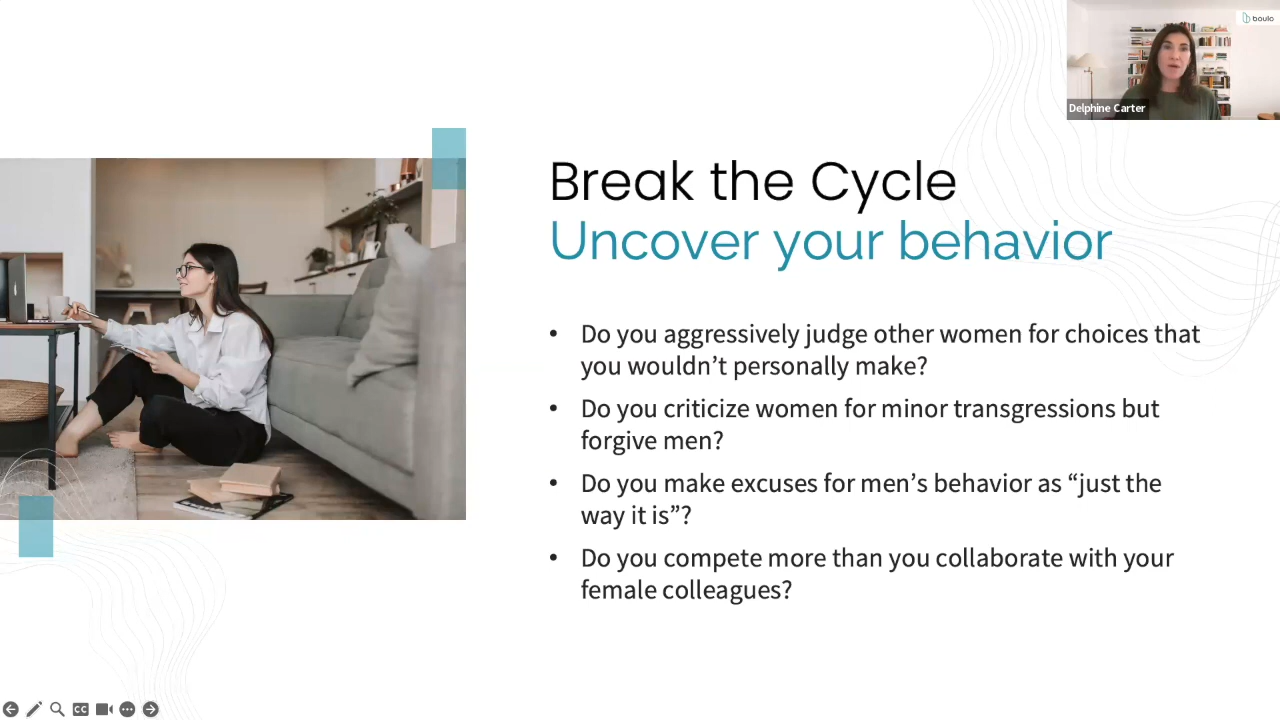 boulo
Delphine Carter
Break the Cycle
Uncover your behavior
• Do you aggressively judge other women for choices that
you wouldn’t personally make?
• Do you criticize women for minor transgressions but
forgive men?
• Do you make excuses for men’s behavior as “just the
way it is”?
• Do you compete more than you collaborate with your
female colleagues?
CC